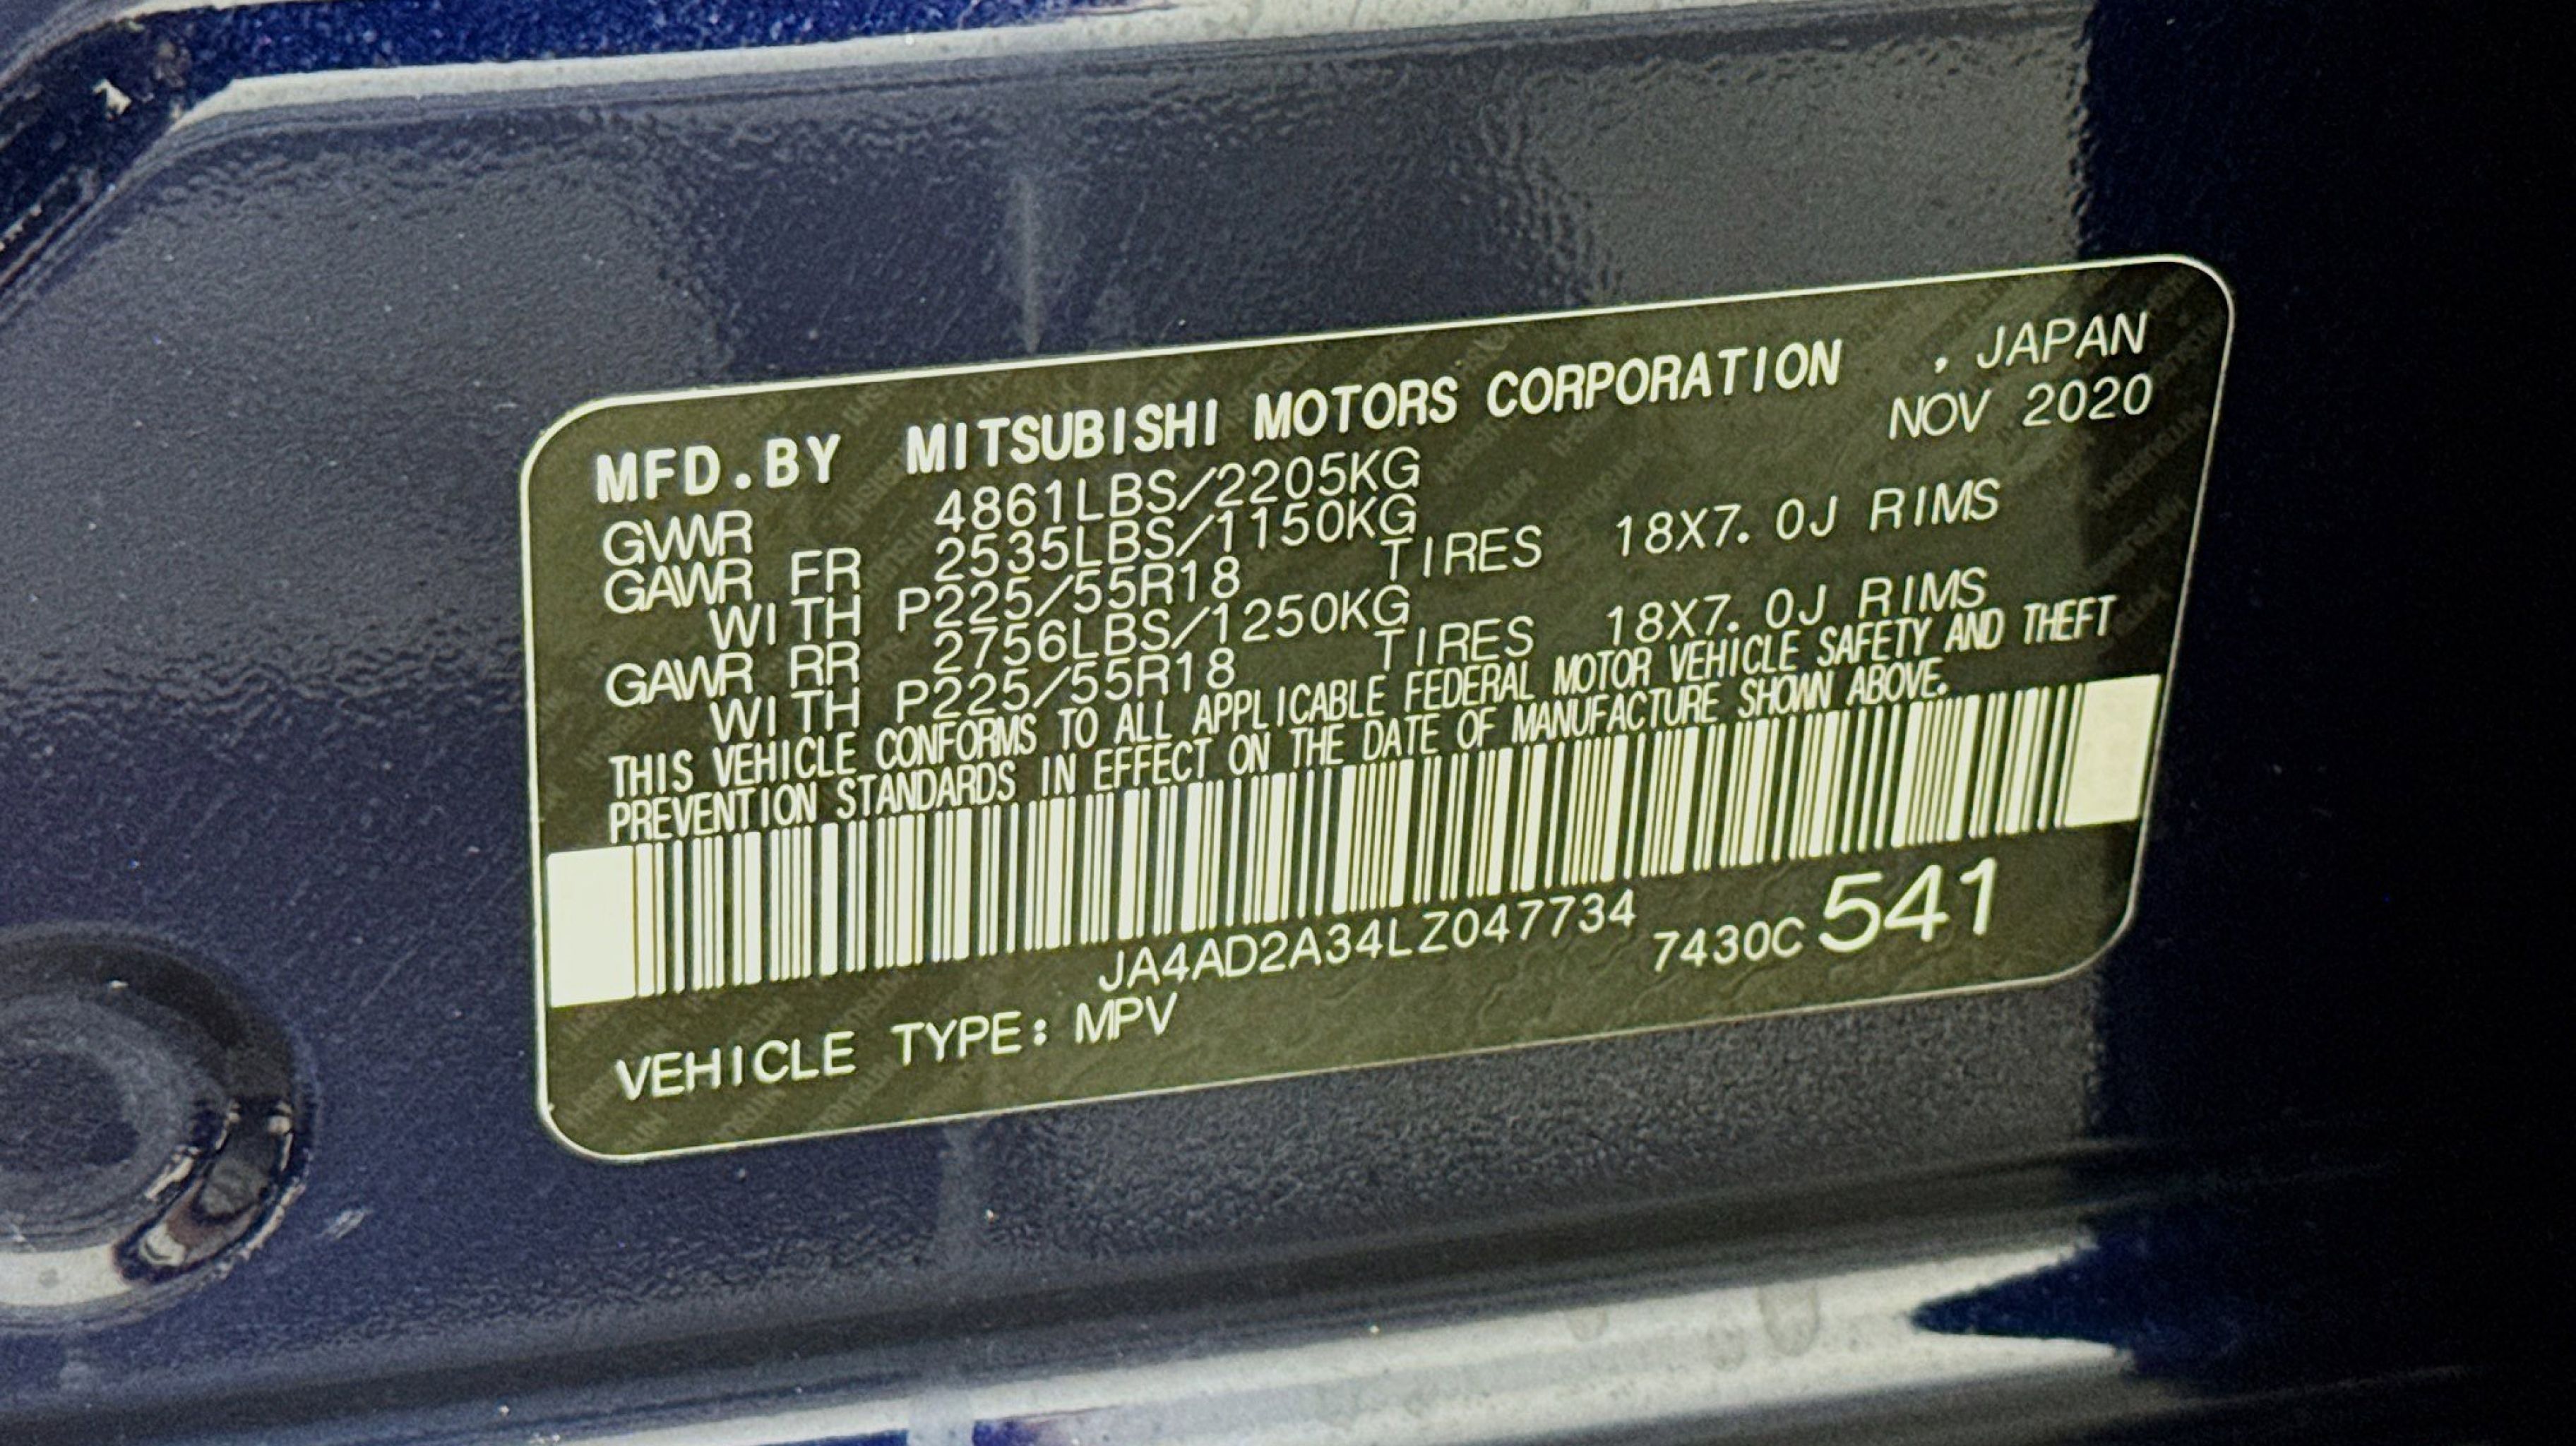 MFD.BY MITSUBISHI MOTORS CORPORATION , JAPAN
NOV 2020
GVWR 4861LBS/2205KG
GAWR FR 2535LBS/1150KG
WITH P225/55R18 TIRES 18X7.0J RIMS
GAWR RR 2756LBS/1250KG
WITH P225/55R18 TIRES 18X7.0J RIMS
THIS VEHICLE CONFORMS TO ALL APPLICABLE FEDERAL MOTOR VEHICLE SAFETY AND THEFT
PREVENTION STANDARDS IN EFFECT ON THE DATE OF MANUFACTURE SHOWN ABOVE.
JA4AD2A34LZ047734
7430C 541
VEHICLE TYPE: MPV